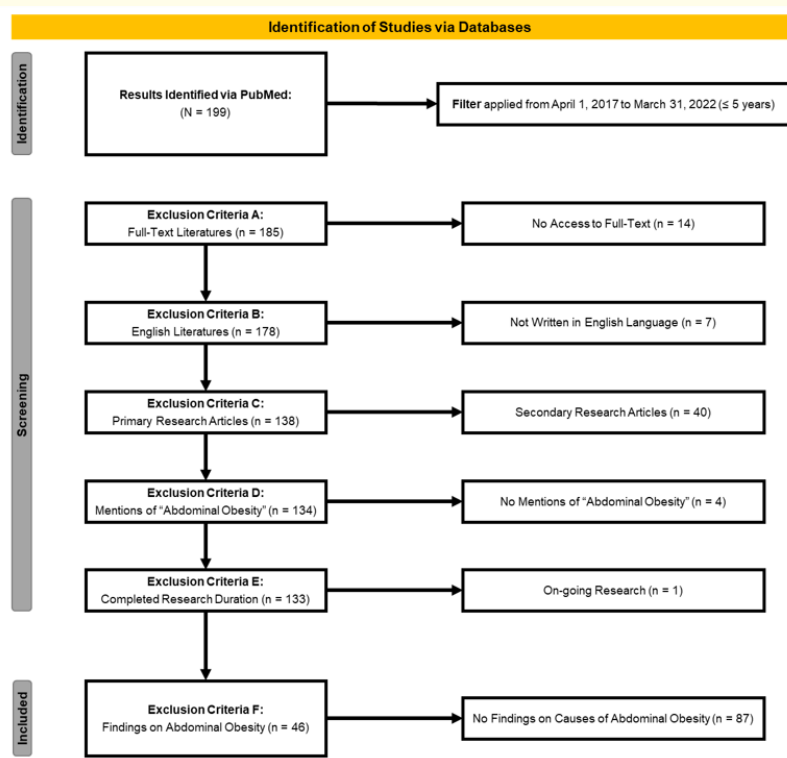 Identification of Studies via Databases
Identification
Results Identified via PubMed:
(N = 199)
Filter applied from April 1, 2017 to March 31, 2022 (≤ 5 years)
Screening
Exclusion Criteria A:
Full-Text Literatures (n = 185)
No Access to Full-Text (n = 14)
Exclusion Criteria B:
English Literatures (n = 178)
Not Written in English Language (n = 7)
Exclusion Criteria C:
Primary Research Articles (n = 138)
Secondary Research Articles (n = 40)
Exclusion Criteria D:
Mentions of “Abdominal Obesity” (n = 134)
No Mentions of “Abdominal Obesity” (n = 4)
Exclusion Criteria E:
Completed Research Duration (n = 133)
On-going Research (n = 1)
Included
Exclusion Criteria F:
Findings on Abdominal Obesity (n = 46)
No Findings on Causes of Abdominal Obesity (n = 87)